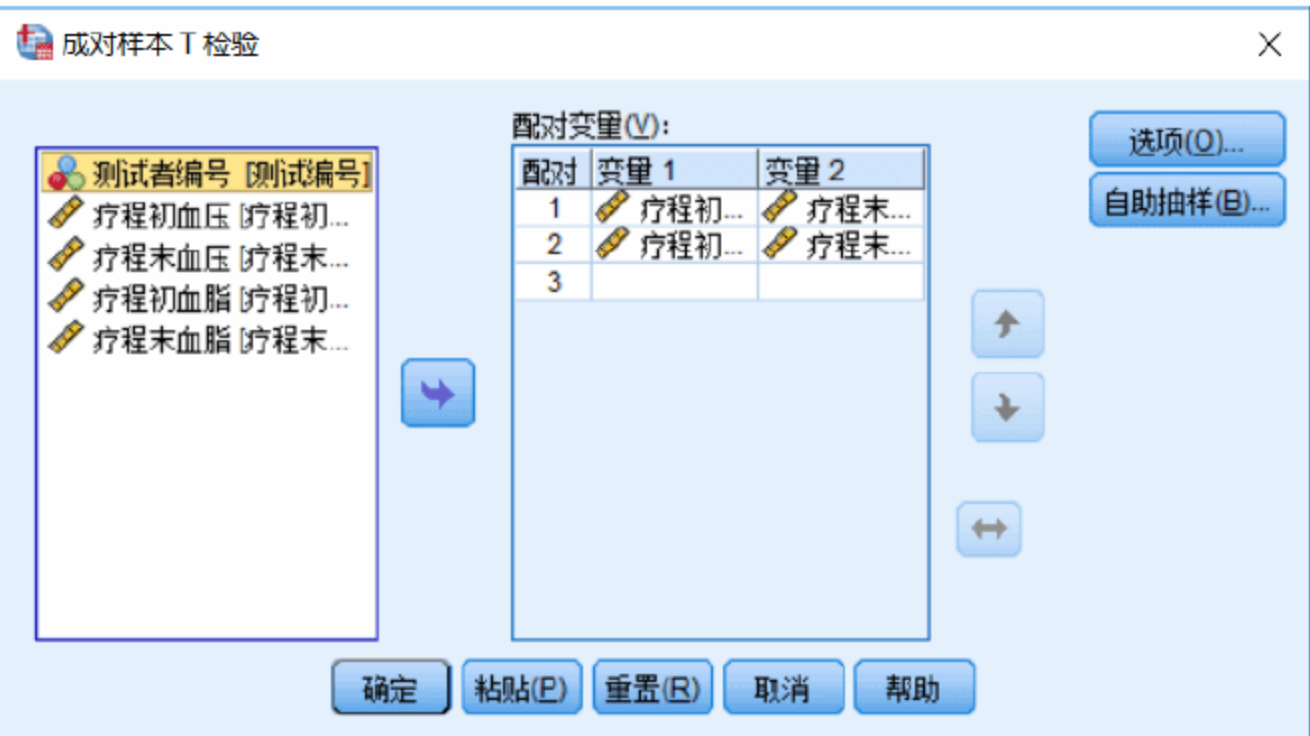 成对样本 T 检验
测试者编号 [测试编号]
疗程初血压 [疗程初...
疗程末血压 [疗程末...
疗程初血脂 [疗程初...
疗程末血脂 [疗程末...
配对变量(V):
配对 变量 1 变量 2
1 疗程初... 疗程末...
2 疗程初... 疗程末...
3
选项(O)...
自助抽样(B)...
确定 粘贴(P) 重置(R) 取消 帮助